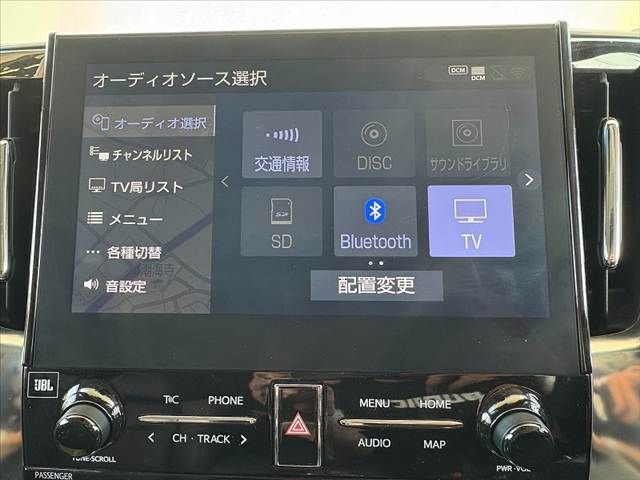 オーディオソース選択
DCM
DCM
オーディオ選択
チャンネルリスト
TV局リスト
メニュー
各種切替
音設定
交通情報
DISC
サウンドライブラリ
SD
Bluetooth
TV
配置変更
JBL
T&C PHONE
CH · TRACK
TUNE·SCROLL
PASSENGER
MENU HOME
AUDIO MAP
PWR·VOL